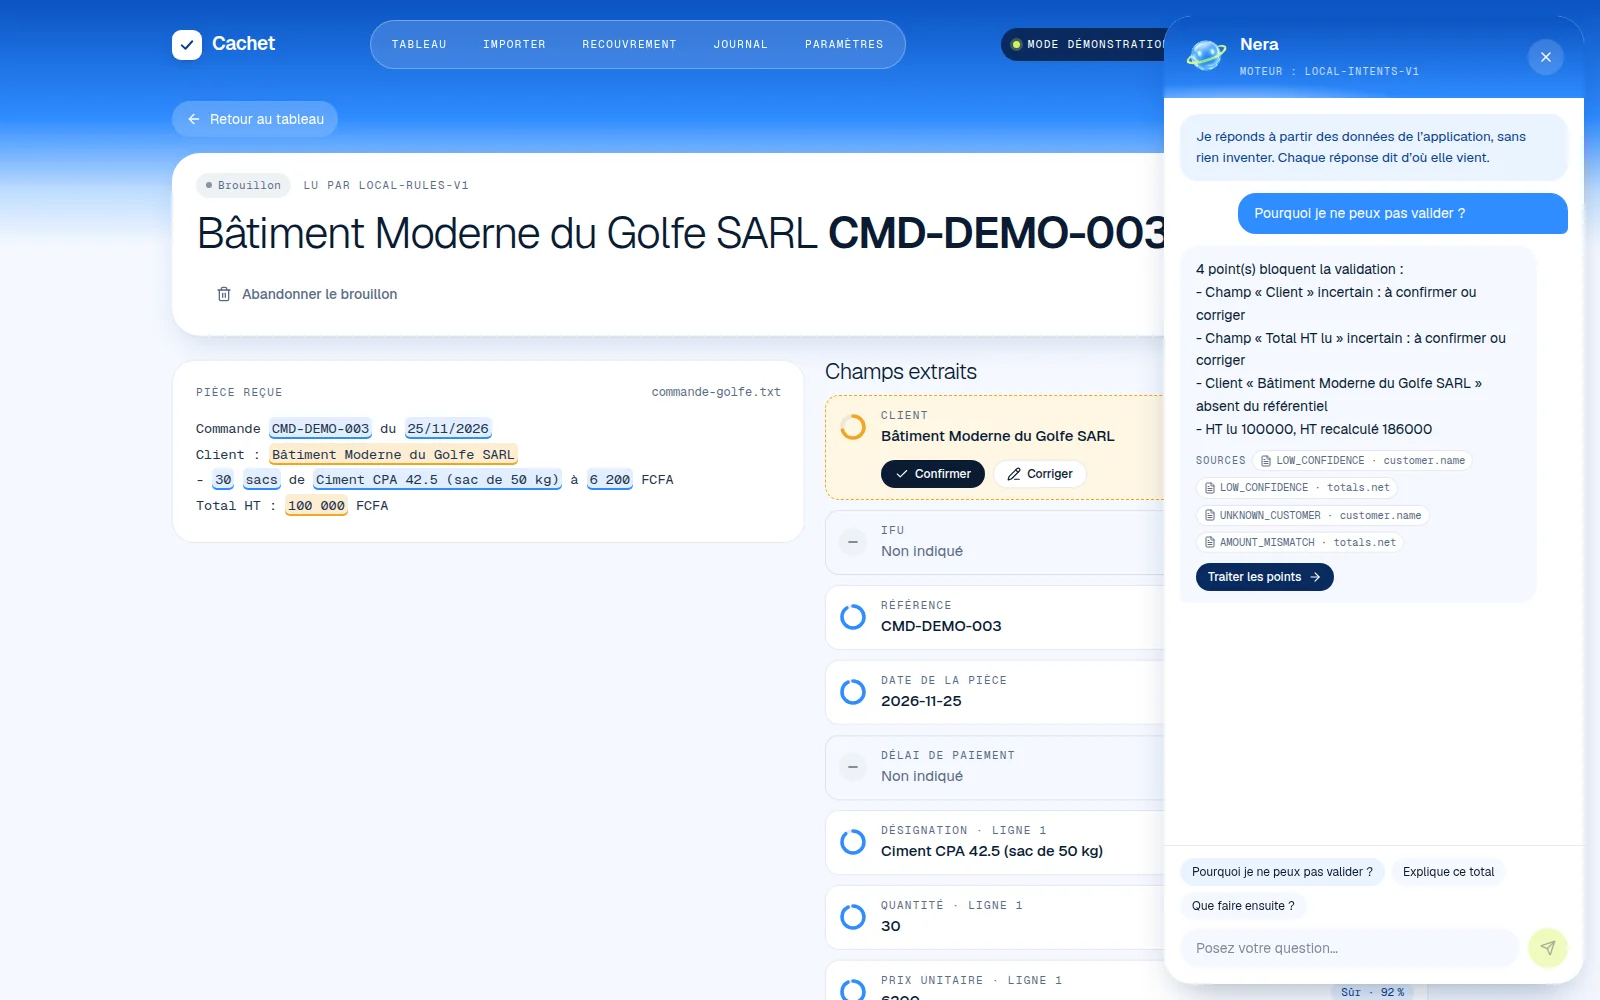 Cachet
TABLEAU
IMPORTER
RECOUVREMENT
JOURNAL
PARAMÈTRES
MODE DÉMONSTRATION
Retour au tableau
Brouillon
LU PAR LOCAL-RULES-V1
Bâtiment Moderne du Golfe SARL CMD-DEMO-003
Abandonner le brouillon
PIÈCE REÇUE
commande-golfe.txt
Commande CMD-DEMO-003 du 25/11/2026
Client : Bâtiment Moderne du Golfe SARL
- 30 sacs de Ciment CPA 42.5 (sac de 50 kg) à 6 200 FCFA
Total HT : 100 000 FCFA
Champs extraits
CLIENT
Bâtiment Moderne du Golfe SARL
Confirmer
Corriger
IFU
Non indiqué
RÉFÉRENCE
CMD-DEMO-003
DATE DE LA PIÈCE
2026-11-25
DÉLAI DE PAIEMENT
Non indiqué
DÉSIGNATION · LIGNE 1
Ciment CPA 42.5 (sac de 50 kg)
QUANTITÉ · LIGNE 1
30
PRIX UNITAIRE · LIGNE 1
6200
Sûr · 92 %
Nera
MOTEUR : LOCAL-INTENTS-V1
Je réponds à partir des données de l'application, sans
rien inventer. Chaque réponse dit d'où elle vient.
Pourquoi je ne peux pas valider ?
4 point(s) bloquent la validation :
- Champ « Client » incertain : à confirmer ou
corriger
- Champ « Total HT lu » incertain : à confirmer ou
corriger
- Client « Bâtiment Moderne du Golfe SARL »
absent du référentiel
- HT lu 100000, HT recalculé 186000
SOURCES
LOW_CONFIDENCE · customer.name
LOW_CONFIDENCE · totals.net
UNKNOWN_CUSTOMER · customer.name
AMOUNT_MISMATCH · totals.net
Traiter les points
Pourquoi je ne peux pas valider ?
Explique ce total
Que faire ensuite ?
Posez votre question...